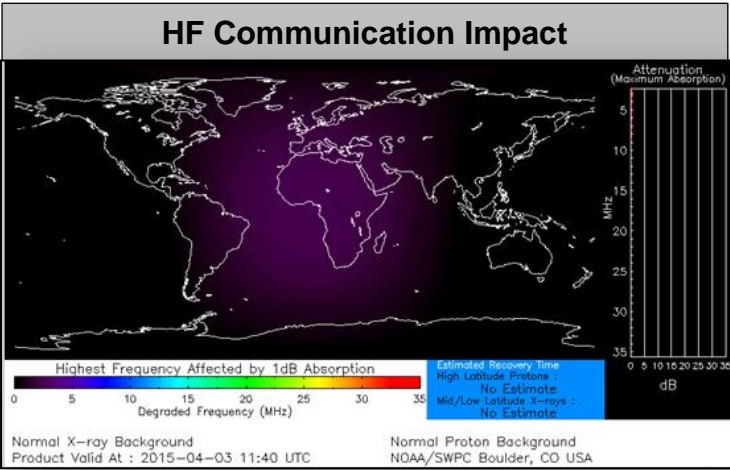 HF Communication Impact
Attenuation
(Maximum Absorption)
5
10
15
20
25
30
35
MHz
0 5 10 15 20 25 30 35
dB
Highest Frequency Affected by 1dB Absorption
0 5 10 15 20 25 30 35
Degraded Frequency (MHz)
Estimated Recovery Time
High Latitude Protons :
No Estimate
Mid/Low Latitude X-rays :
No Estimate
Normal X-ray Background
Normal Proton Background
Product Valid At : 2015-04-03 11:40 UTC
NOAA/SWPC Boulder, CO USA